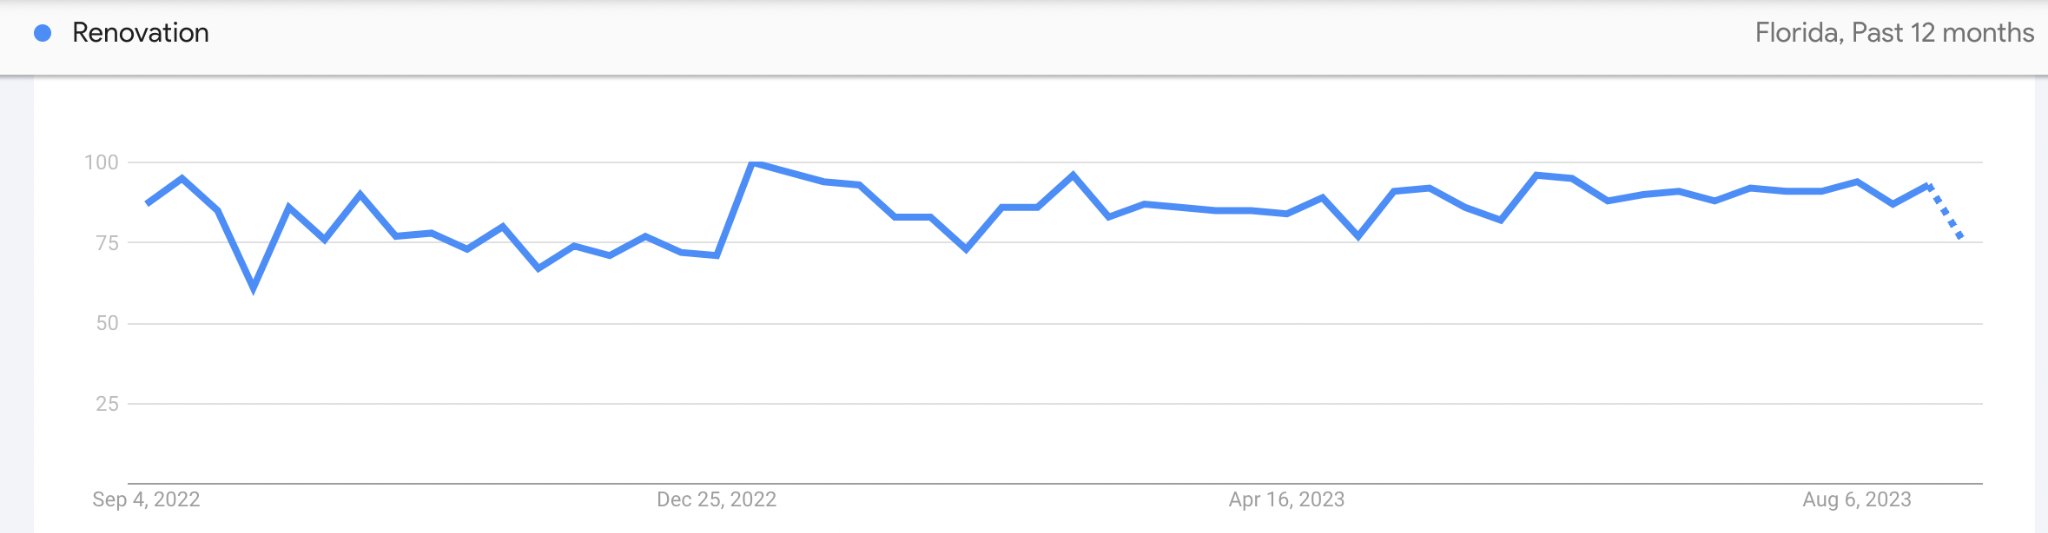 Renovation
Florida, Past 12 months
100
75
50
25
Sep 4, 2022
Dec 25, 2022
Apr 16, 2023
Aug 6, 2023